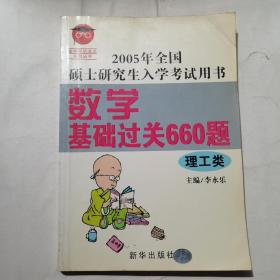 2005年全国
硕士研究生入学考试用书
数学
基础过关660题
理工类
主编/李永乐
新华出版社